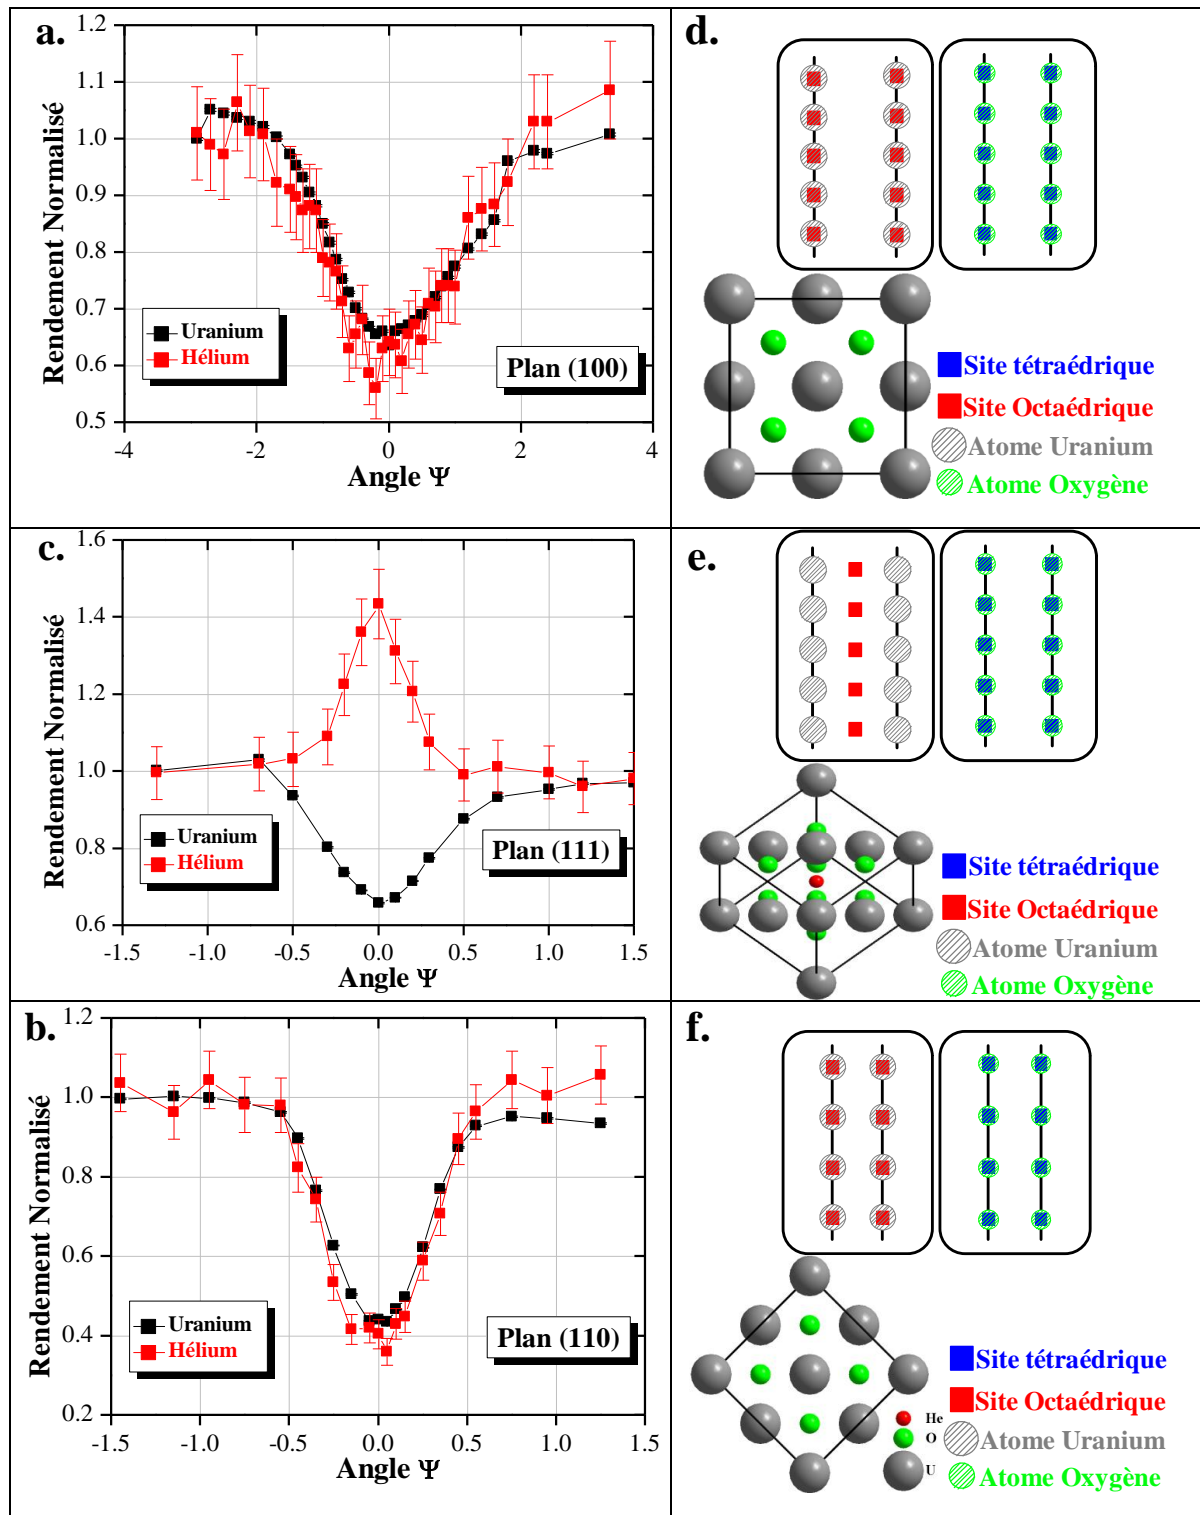 a.
Rendement Normalisé
1.2
1.1
1.0
0.9
0.8
0.7
0.6
0.5
Uranium
Hélium
Plan (100)
-4
-2
0
2
4
Angle Ψ
d.
Site tétraédrique
Site Octaédrique
Atome Uranium
Atome Oxygène
c.
Rendement Normalisé
1.6
1.4
1.2
1.0
0.8
0.6
Uranium
Hélium
Plan (111)
-1.5
-1.0
-0.5
0.0
0.5
1.0
1.5
Angle Ψ
e.
Site tétraédrique
Site Octaédrique
Atome Uranium
Atome Oxygène
b.
Rendement Normalisé
1.2
1.0
0.8
0.6
0.4
0.2
Uranium
Hélium
Plan (110)
-1.5
-1.0
-0.5
0.0
0.5
1.0
1.5
Angle Ψ
f.
Site tétraédrique
Site Octaédrique
Atome Uranium
Atome Oxygène
He
O
U